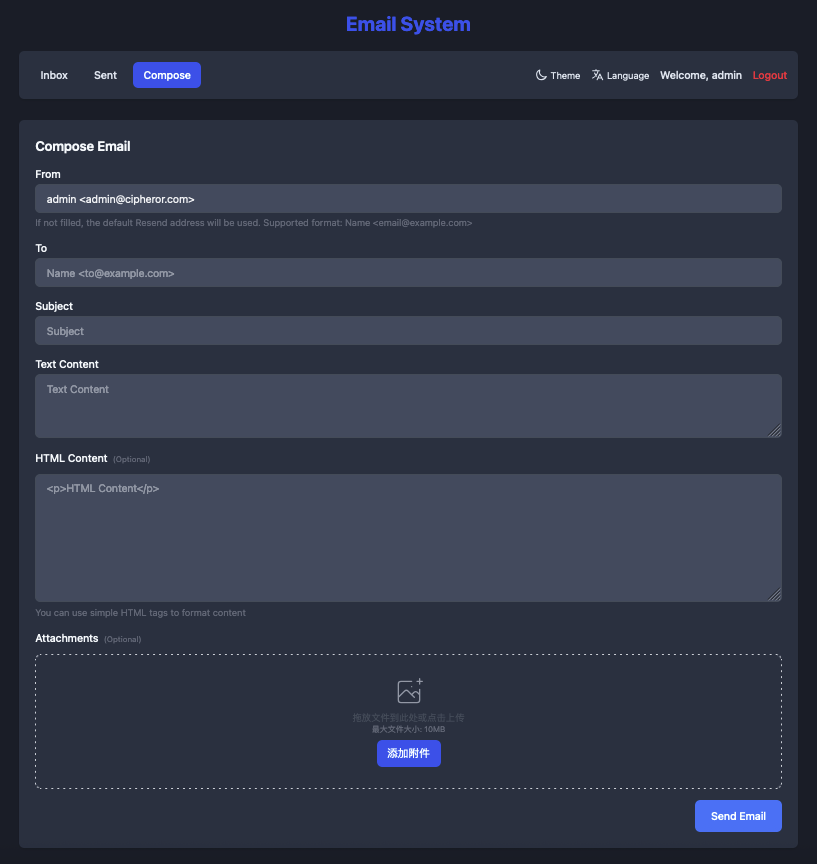 Email System
Inbox Sent Compose Theme Language Welcome, admin Logout
Compose Email
From
admin <admin@cipheror.com>
If not filled, the default Resend address will be used. Supported format: Name <email@example.com>
To
Name <to@example.com>
Subject
Subject
Text Content
Text Content
HTML Content (Optional)
<p>HTML Content</p>
You can use simple HTML tags to format content
Attachments (Optional)
拖放文件到此处或点击上传
最大文件大小: 10MB
添加附件
Send Email